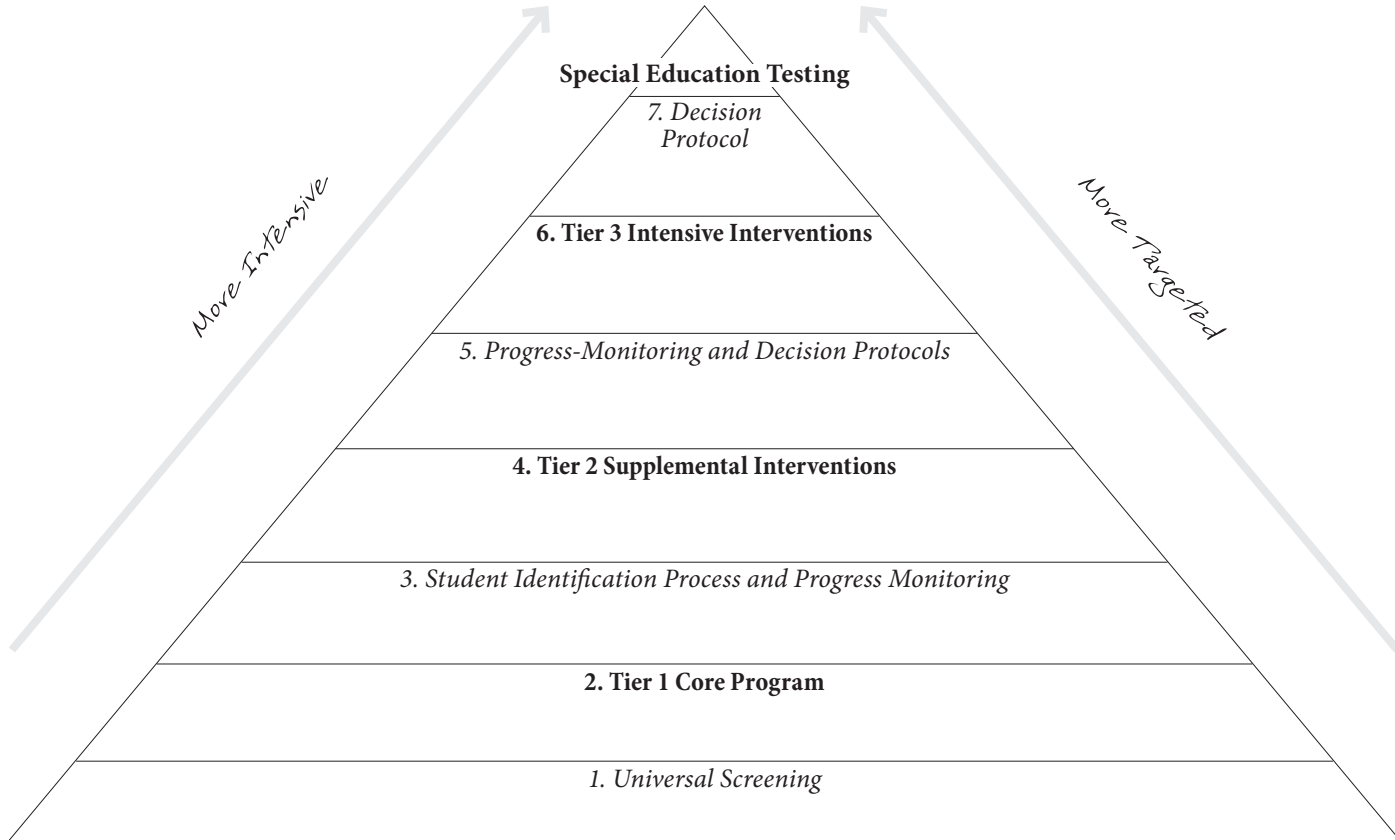 Special Education Testing
7. Decision
Protocol
More Intensive
More Targeted
6. Tier 3 Intensive Interventions
5. Progress-Monitoring and Decision Protocols
4. Tier 2 Supplemental Interventions
3. Student Identification Process and Progress Monitoring
2. Tier 1 Core Program
1. Universal Screening